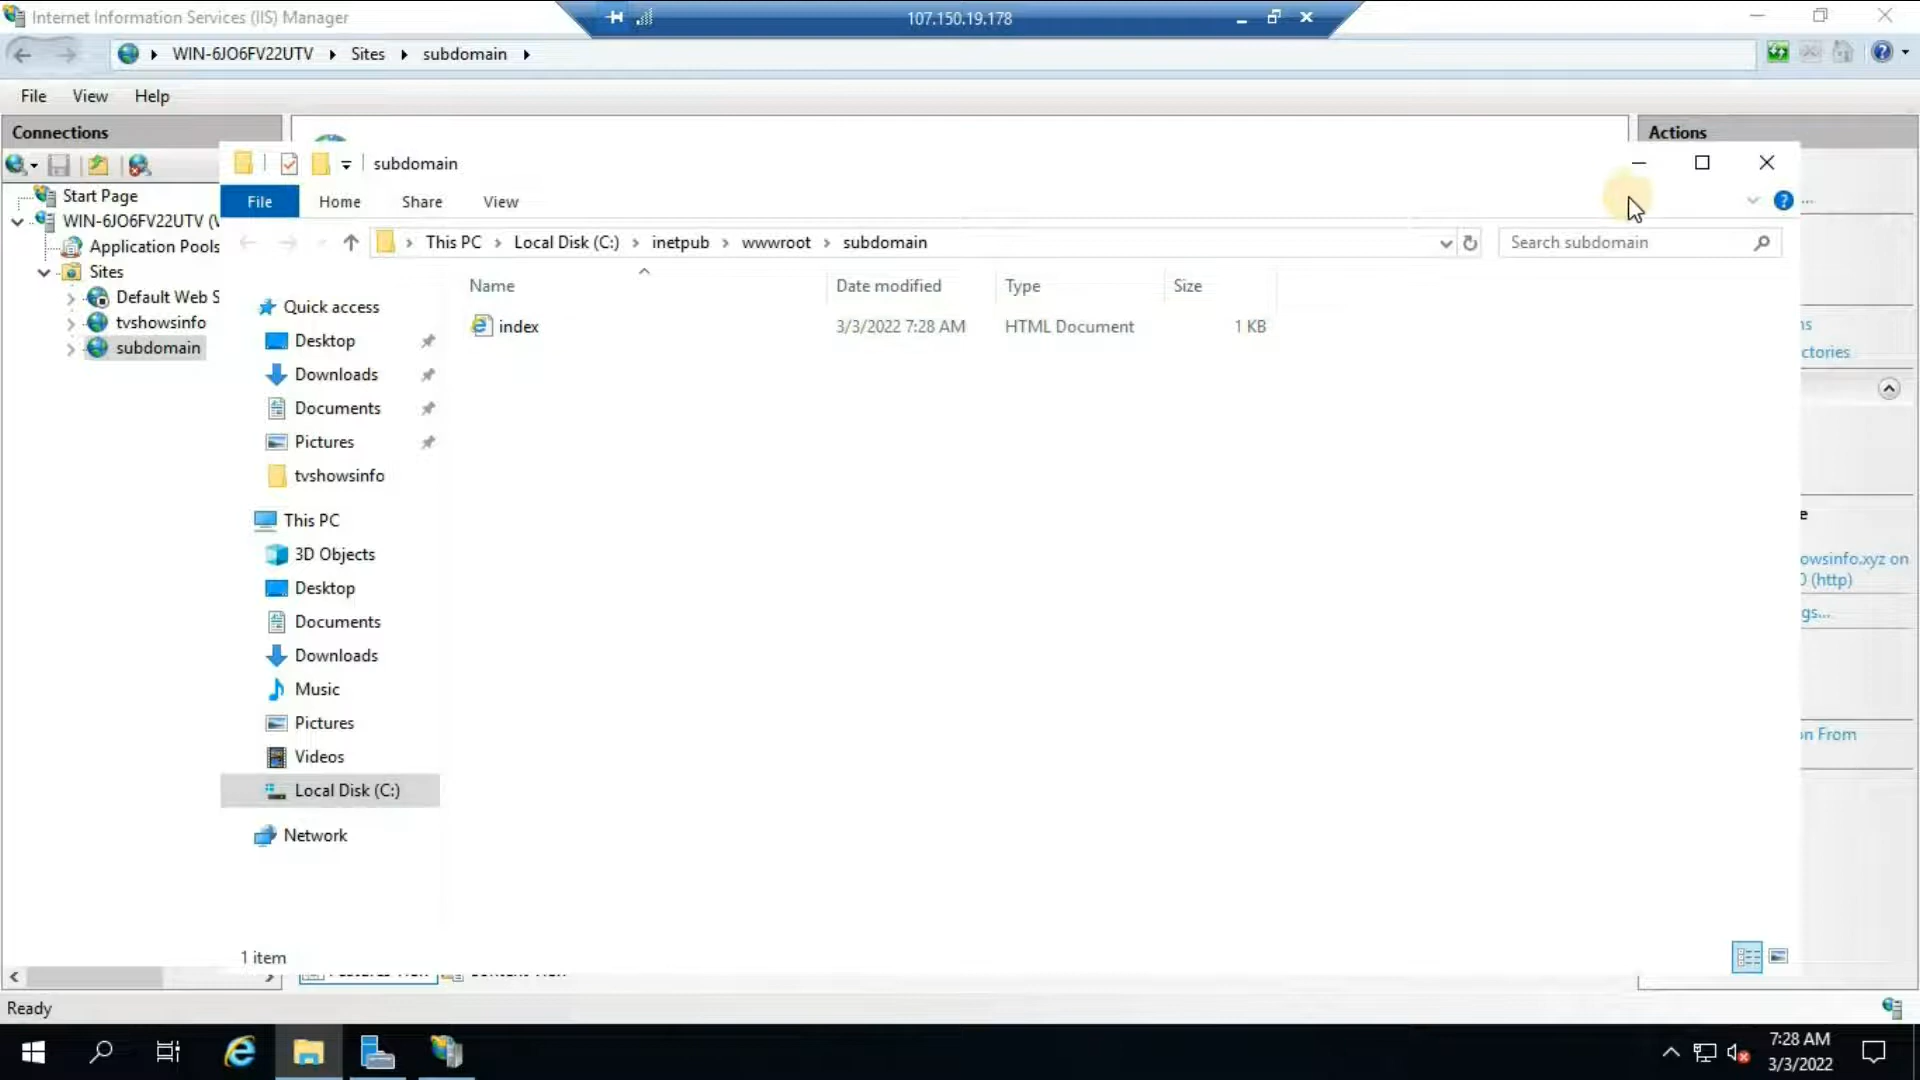 Internet Information Services (IIS) Manager
107.150.19.178
WIN-6JO6FV22UTV Sites subdomain
File View Help
Connections
Actions
Start Page
WIN-6JO6FV22UTV
Application Pools
Sites
Default Web S
tvshowsinfo
subdomain
subdomain
File Home Share View
This PC Local Disk (C:) inetpub wwwroot subdomain
Search subdomain
Name Date modified Type Size
index 3/3/2022 7:28 AM HTML Document 1 KB
Quick access
Desktop
Downloads
Documents
Pictures
tvshowsinfo
This PC
3D Objects
Desktop
Documents
Downloads
Music
Pictures
Videos
Local Disk (C:)
Network
1 item
...
ns
ctories
e
owsinfo.xyz on
0 (http)
gs...
on From
Ready
7:28 AM
3/3/2022